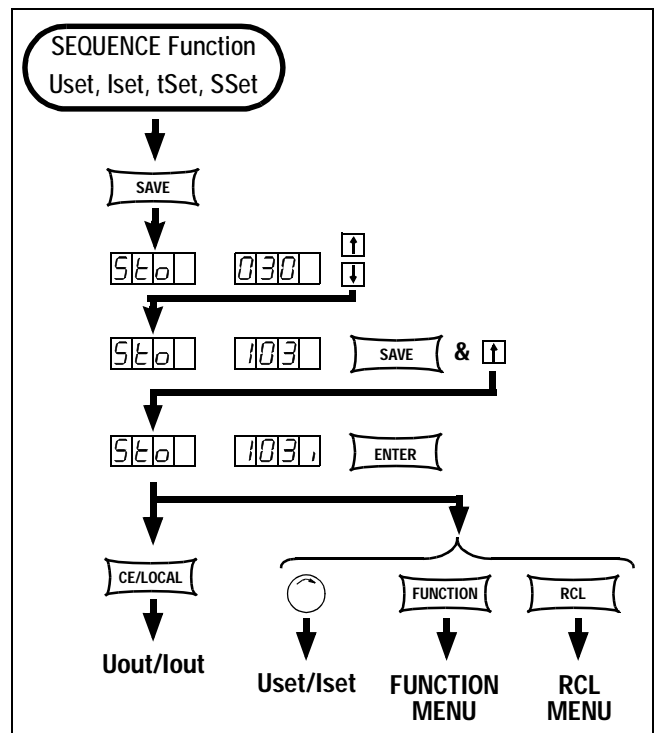 SEQUENCE Function
Uset, Iset, tSet, SSet
SAVE
Sto 030 ↑
↓
Sto 103 SAVE & ↑
Sto 103, ENTER
CE/LOCAL FUNCTION RCL
Uout/Iout
Uset/Iset FUNCTION MENU RCL MENU